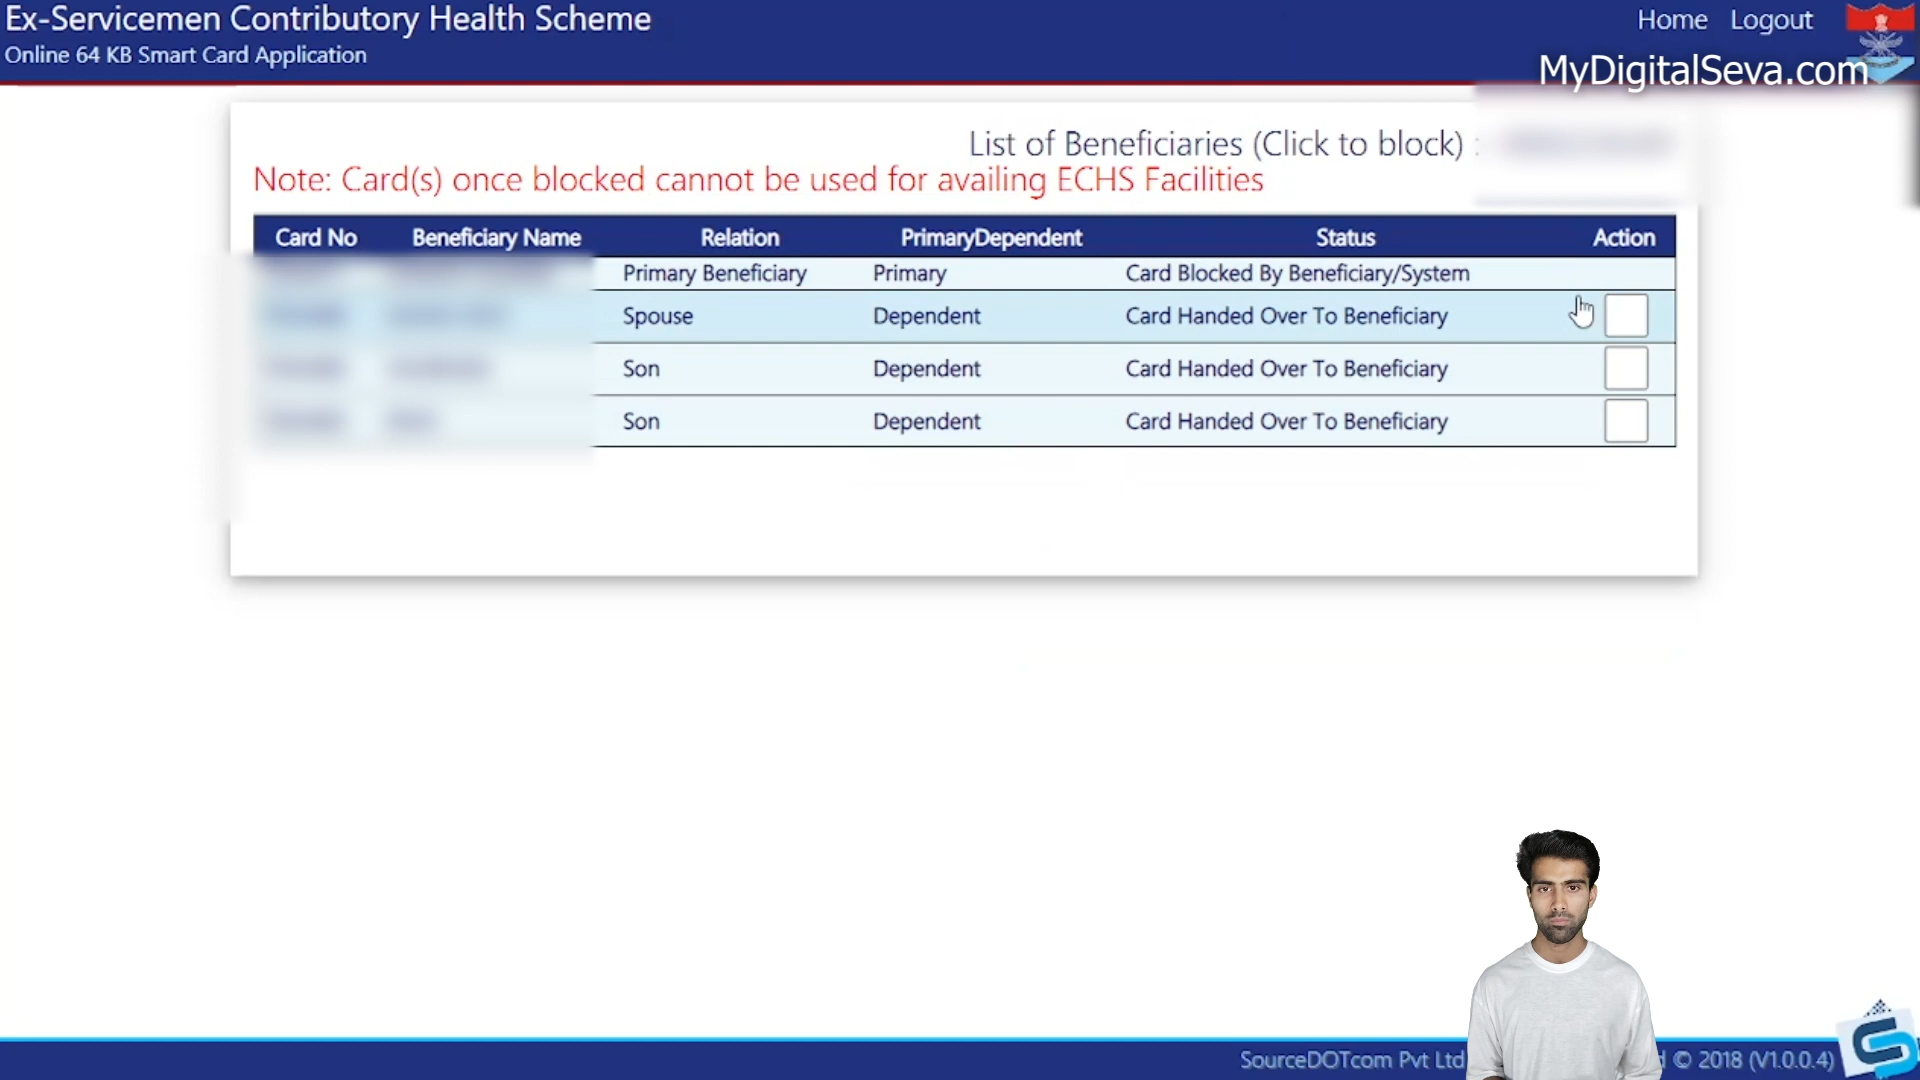 Ex-Servicemen Contributory Health Scheme
Online 64 KB Smart Card Application
Home Logout
MyDigitalSeva.com
List of Beneficiaries (Click to block) :
Note: Card(s) once blocked cannot be used for availing ECHS Facilities
Card No Beneficiary Name Relation PrimaryDependent Status Action
Primary Beneficiary Primary Card Blocked By Beneficiary/System
Spouse Dependent Card Handed Over To Beneficiary
Son Dependent Card Handed Over To Beneficiary
Son Dependent Card Handed Over To Beneficiary
SourceDOTcom Pvt Ltd © 2018 (V1.0.0.4)